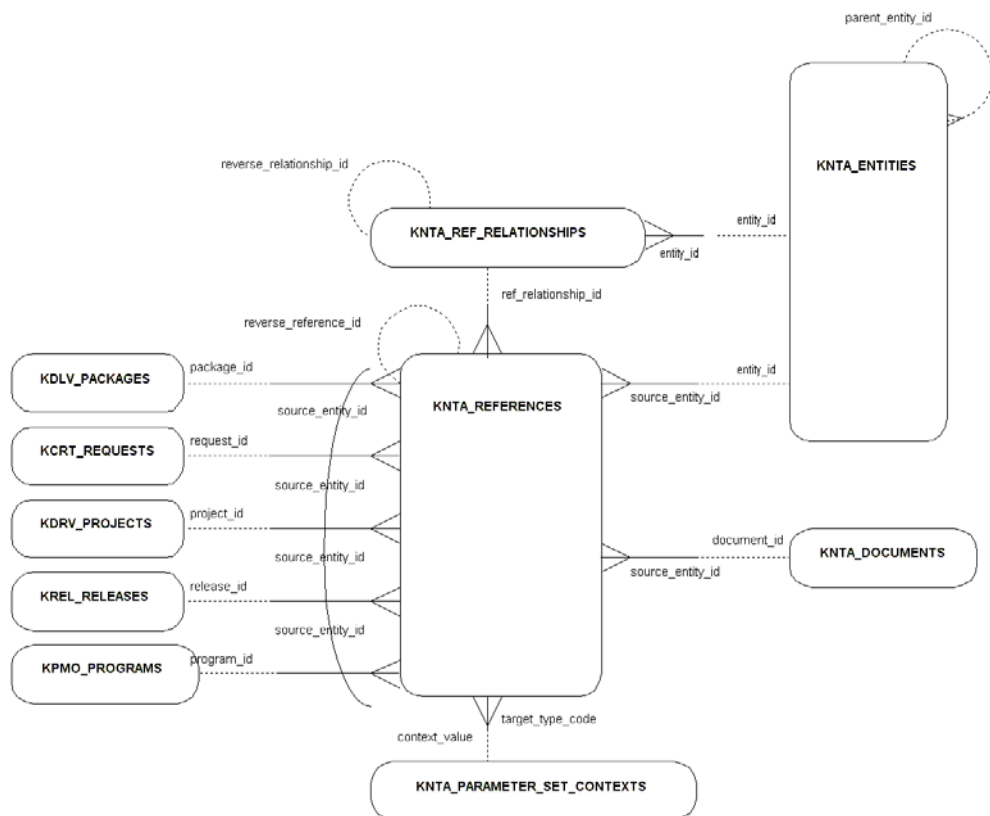 parent_entity_id
reverse_relationship_id
KNTA_ENTITIES
KNTA_REF_RELATIONSHIPS
entity_id
entity_id
ref_relationship_id
reverse_reference_id
package_id
KDLV_PACKAGES
entity_id
source_entity_id
KNTA_REFERENCES
source_entity_id
request_id
KCRT_REQUESTS
source_entity_id
project_id
KDRV_PROJECTS
source_entity_id
document_id
KNTA_DOCUMENTS
source_entity_id
release_id
KREL_RELEASES
source_entity_id
program_id
KPMO_PROGRAMS
target_type_code
context_value
KNTA_PARAMETER_SET_CONTEXTS